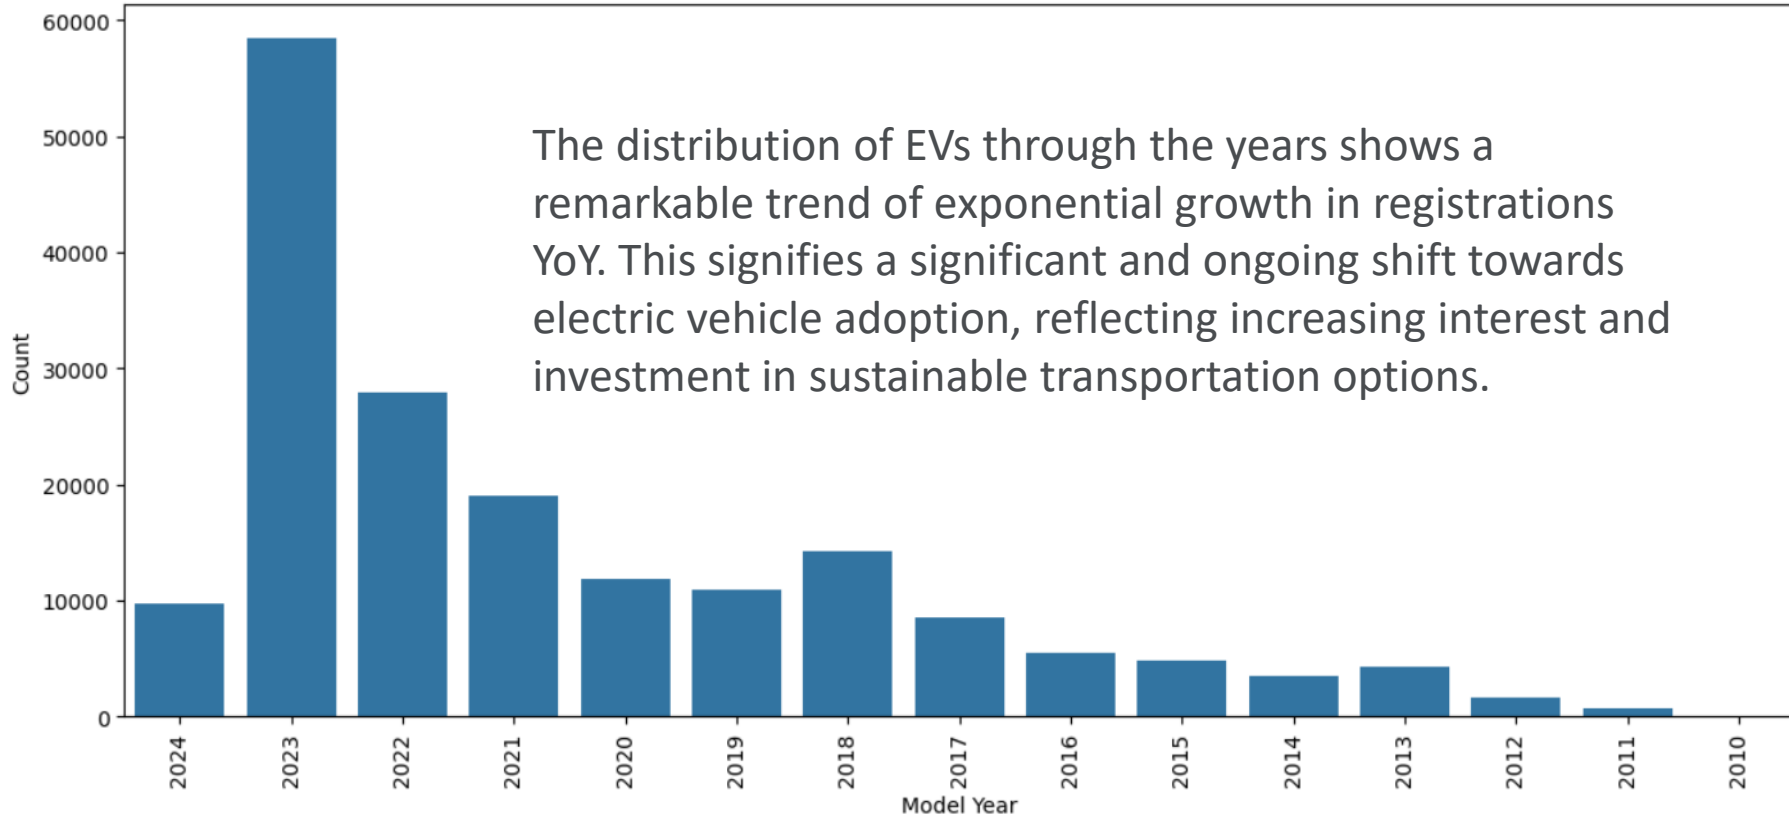 60000
50000
40000
30000
20000
10000
0
Count
The distribution of EVs through the years shows a
remarkable trend of exponential growth in registrations
YoY. This signifies a significant and ongoing shift towards
electric vehicle adoption, reflecting increasing interest and
investment in sustainable transportation options.
2024 2023 2022 2021 2020 2019 2018 2017 2016 2015 2014 2013 2012 2011 2010
Model Year